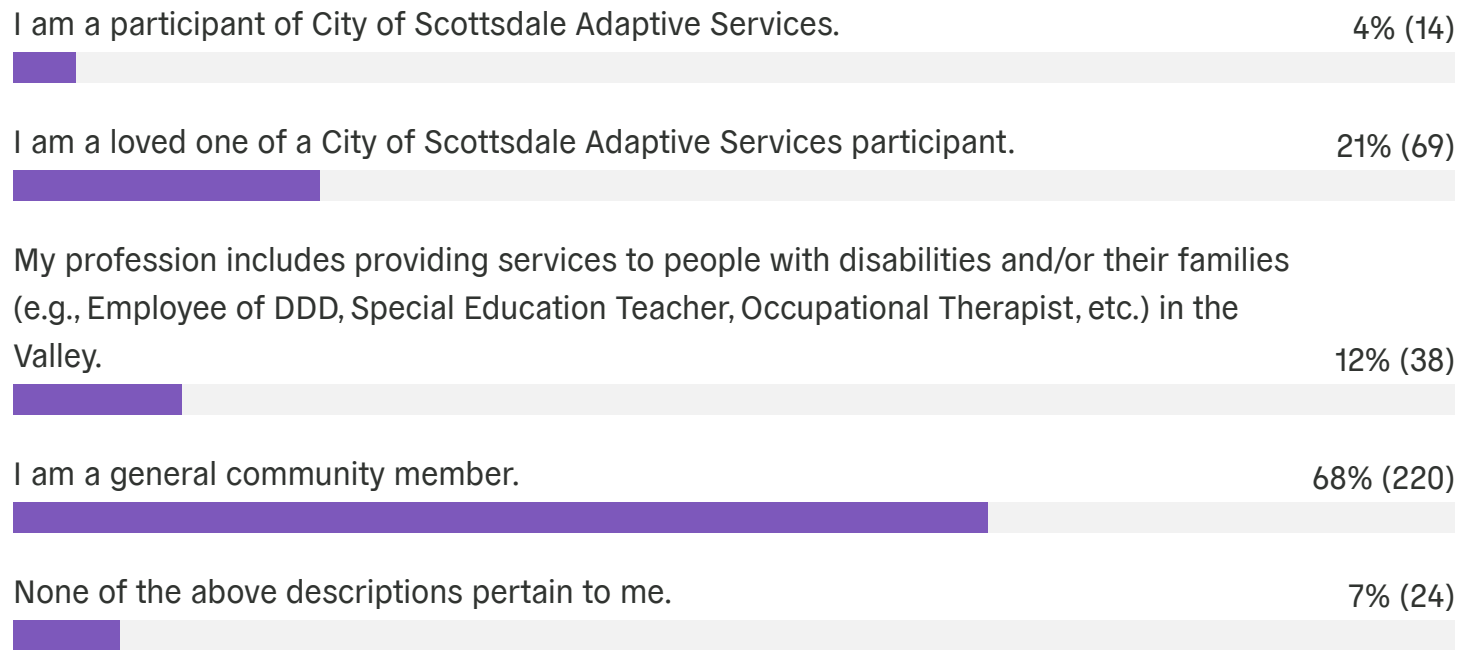 I am a participant of City of Scottsdale Adaptive Services. 4% (14)
I am a loved one of a City of Scottsdale Adaptive Services participant. 21% (69)
My profession includes providing services to people with disabilities and/or their families
(e.g., Employee of DDD, Special Education Teacher, Occupational Therapist, etc.) in the
Valley. 12% (38)
I am a general community member. 68% (220)
None of the above descriptions pertain to me. 7% (24)